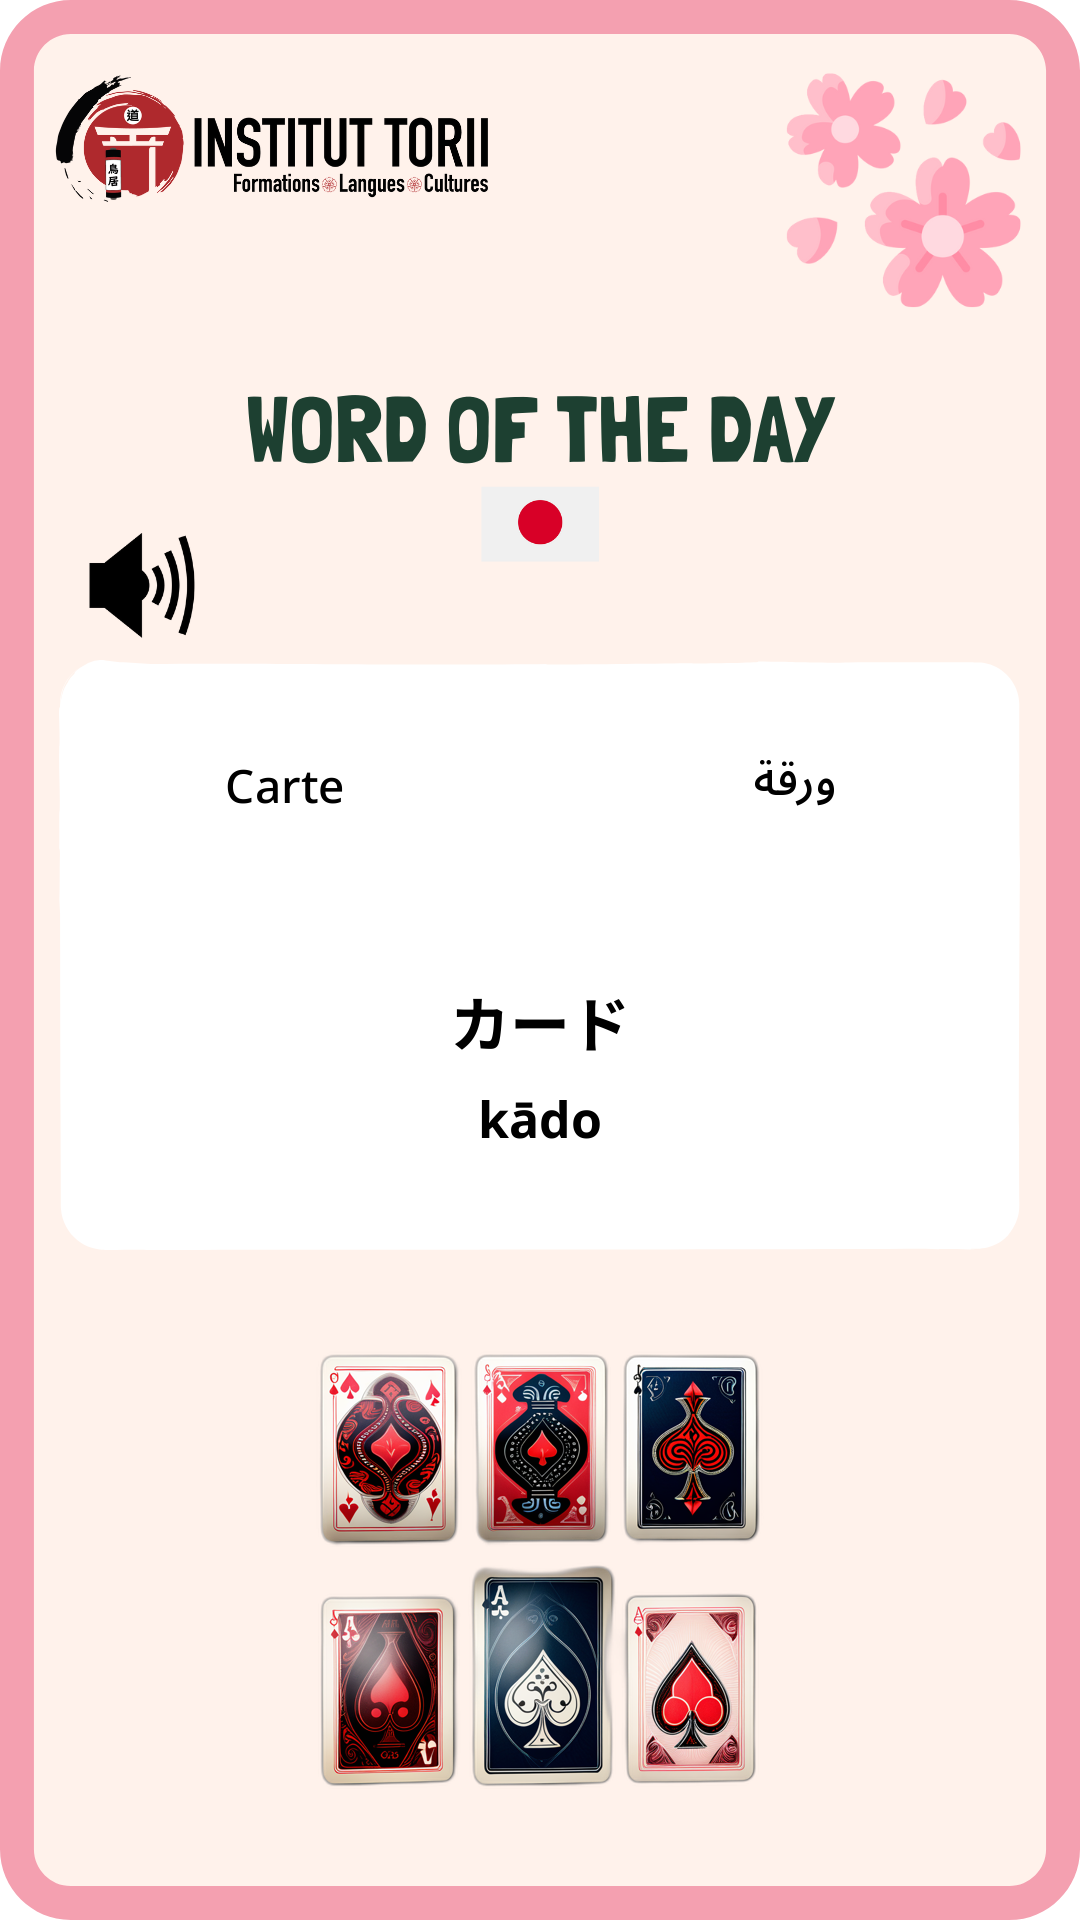 道
鳥居
INSTITUT TORII
Formations Langues Cultures
WORD OF THE DAY
Carte
ورقة
カード
kādo
A
A